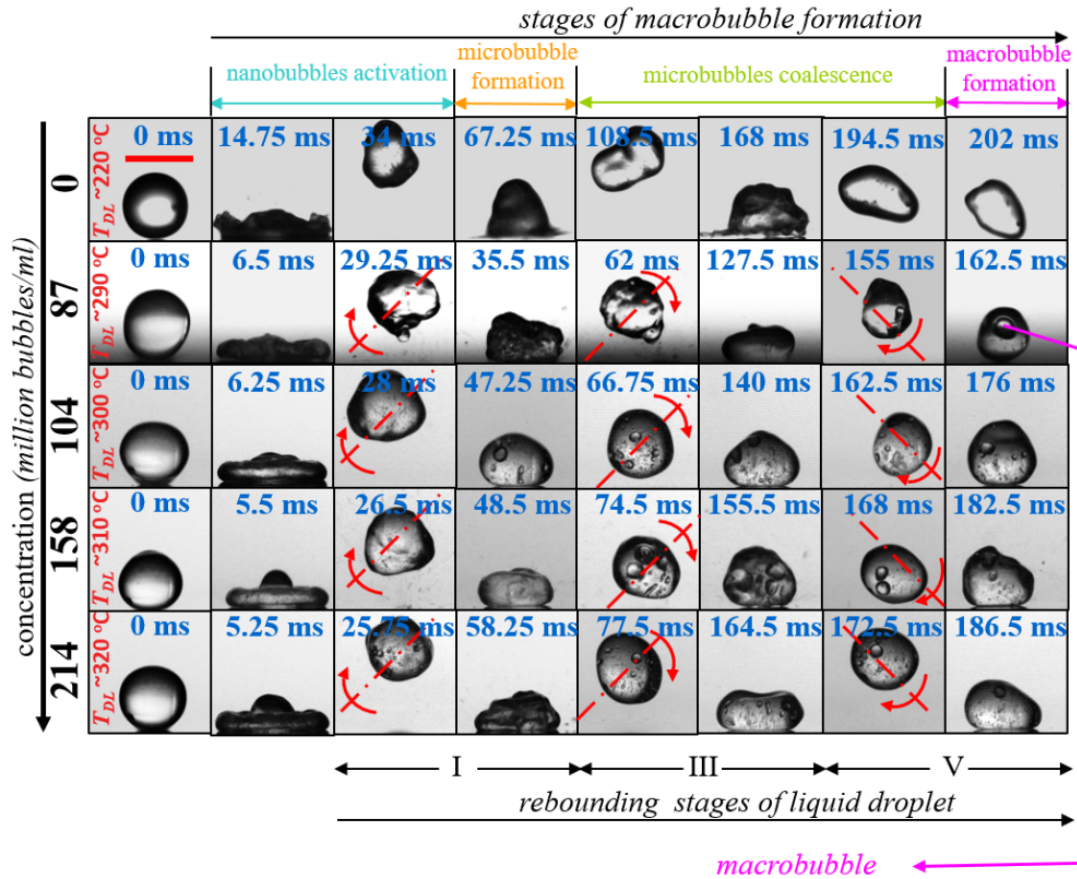 stages of macrobubble formation
nanobubbles activation
microbubble
formation
microbubbles coalescence
macrobubble
formation
concentration (million bubbles/ml)
0
T_DL ~220 °C
0 ms 14.75 ms 34 ms 67.25 ms 108.5 ms 168 ms 194.5 ms 202 ms
87
T_DL ~290 °C
0 ms 6.5 ms 29.25 ms 35.5 ms 62 ms 127.5 ms 155 ms 162.5 ms
104
T_DL ~300 °C
0 ms 6.25 ms 28 ms 47.25 ms 66.75 ms 140 ms 162.5 ms 176 ms
158
T_DL ~310 °C
0 ms 5.5 ms 26.5 ms 48.5 ms 74.5 ms 155.5 ms 168 ms 182.5 ms
214
T_DL ~320 °C
0 ms 5.25 ms 25.75 ms 58.25 ms 77.5 ms 164.5 ms 172.5 ms 186.5 ms
I III V
rebounding stages of liquid droplet
macrobubble